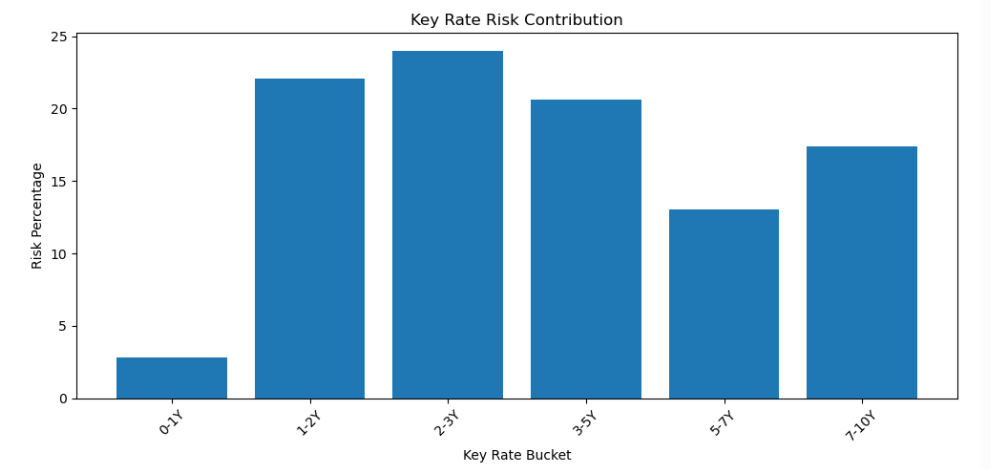 Key Rate Risk Contribution
Risk Percentage
25
20
15
10
5
0
0-1Y
1-2Y
2-3Y
3-5Y
5-7Y
7-10Y
Key Rate Bucket